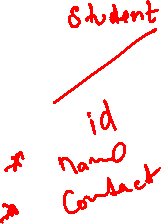 Student
id
* name
* Contact